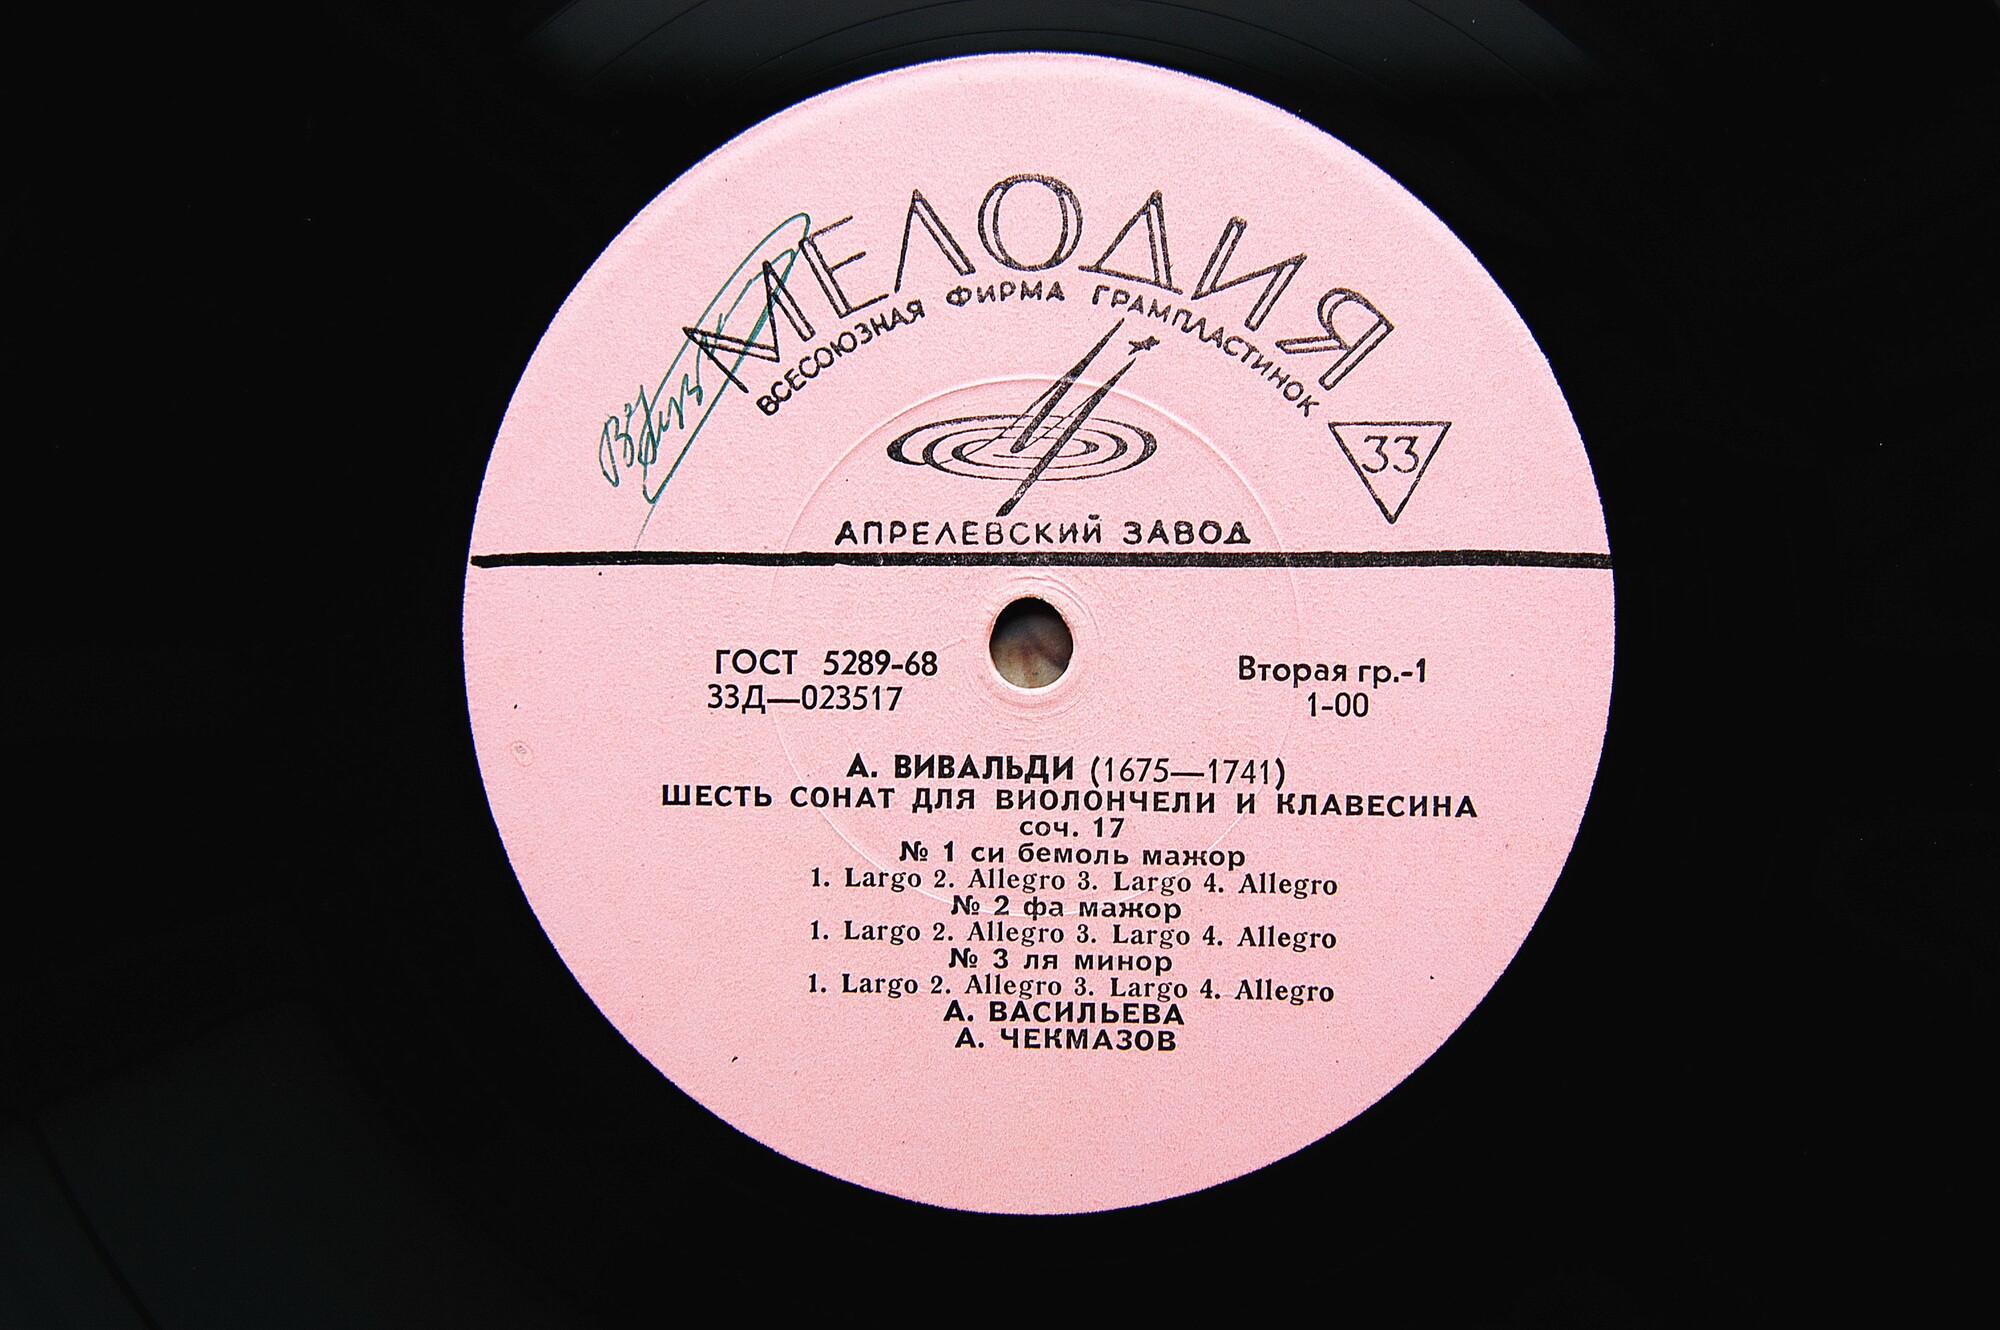 МЕЛОДИЯ
ВСЕСОЮЗНАЯ ФИРМА ГРАМПЛАСТИНОК
33
АПРЕЛЕВСКИЙ ЗАВОД
ГОСТ 5289-68
33Д—023517
Вторая гр.-1
1-00
А. ВИВАЛЬДИ (1675—1741)
ШЕСТЬ СОНАТ ДЛЯ ВИОЛОНЧЕЛИ И КЛАВЕСИНА
соч. 17
№ 1 си бемоль мажор
1. Largo 2. Allegro 3. Largo 4. Allegro
№ 2 фа мажор
1. Largo 2. Allegro 3. Largo 4. Allegro
№ 3 ля минор
1. Largo 2. Allegro 3. Largo 4. Allegro
А. ВАСИЛЬЕВА
А. ЧЕКМАЗОВ